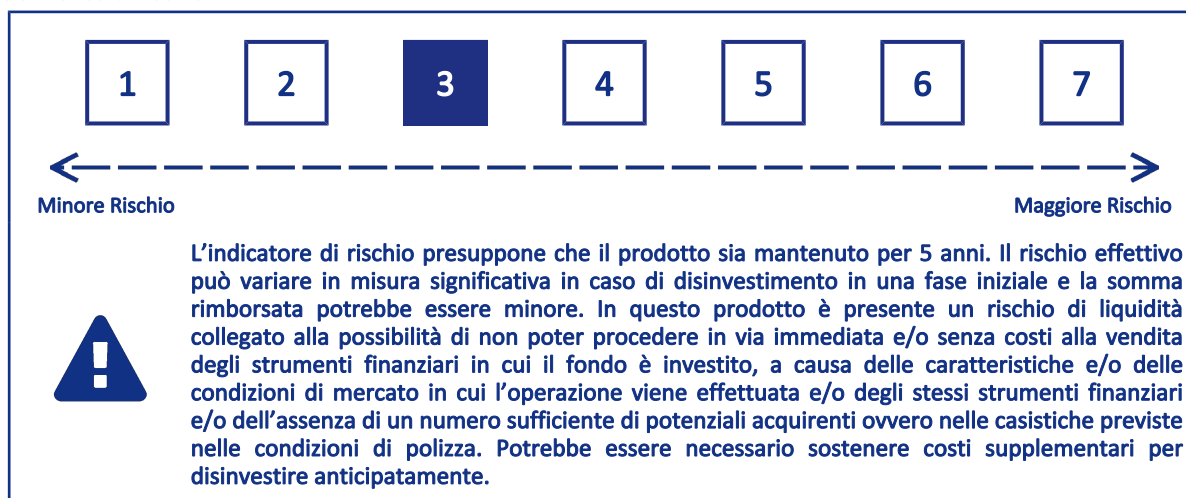 1 2 3 4 5 6 7
Minore Rischio Maggiore Rischio
L'indicatore di rischio presuppone che il prodotto sia mantenuto per 5 anni. Il rischio effettivo
può variare in misura significativa in caso di disinvestimento in una fase iniziale e la somma
rimborsata potrebbe essere minore. In questo prodotto è presente un rischio di liquidità
collegato alla possibilità di non poter procedere in via immediata e/o senza costi alla vendita
degli strumenti finanziari in cui il fondo è investito, a causa delle caratteristiche e/o delle
condizioni di mercato in cui l'operazione viene effettuata e/o degli stessi strumenti finanziari
e/o dell'assenza di un numero sufficiente di potenziali acquirenti ovvero nelle casistiche previste
nelle condizioni di polizza. Potrebbe essere necessario sostenere costi supplementari per
disinvestire anticipatamente.